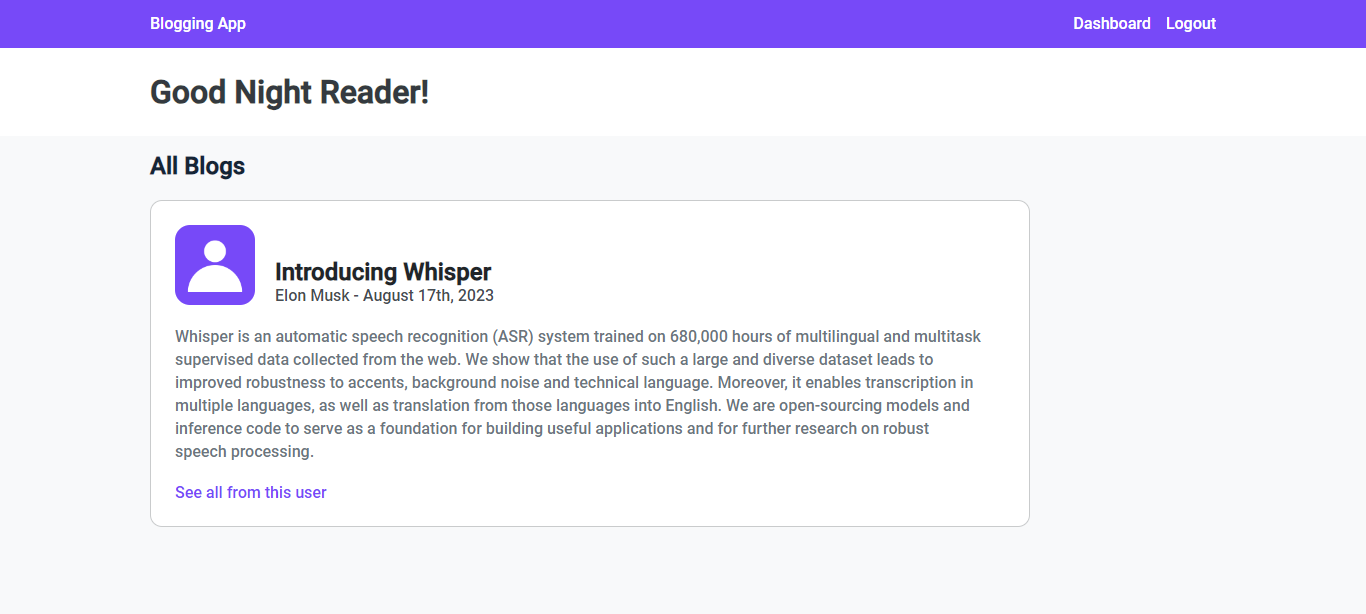 Blogging App
Dashboard Logout
Good Night Reader!
All Blogs
Introducing Whisper
Elon Musk - August 17th, 2023
Whisper is an automatic speech recognition (ASR) system trained on 680,000 hours of multilingual and multitask
supervised data collected from the web. We show that the use of such a large and diverse dataset leads to
improved robustness to accents, background noise and technical language. Moreover, it enables transcription in
multiple languages, as well as translation from those languages into English. We are open-sourcing models and
inference code to serve as a foundation for building useful applications and for further research on robust
speech processing.
See all from this user